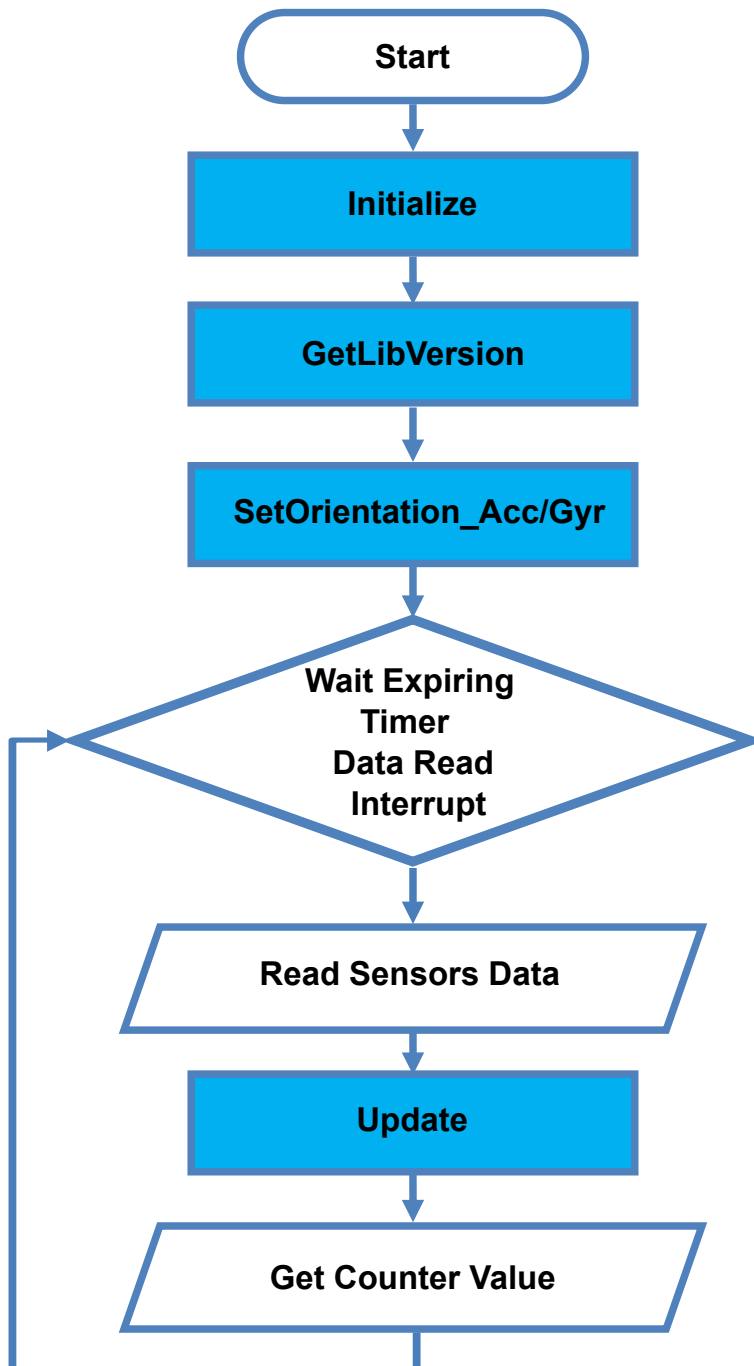 Start
Initialize
GetLibVersion
SetOrientation_Acc/Gyr
Wait Expiring
Timer
Data Read
Interrupt
Read Sensors Data
Update
Get Counter Value